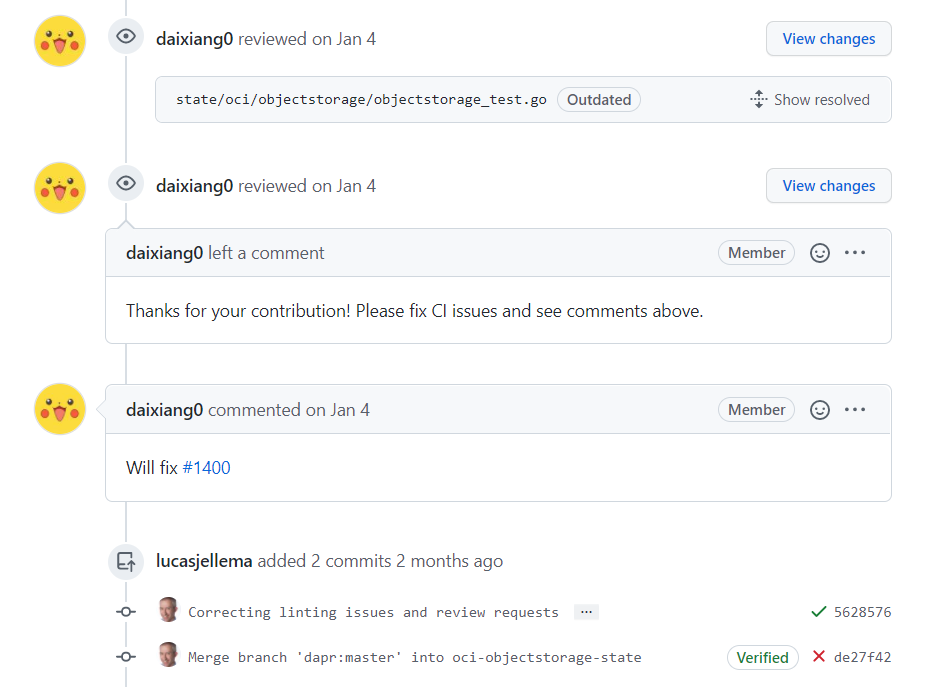 daixiang0 reviewed on Jan 4
View changes
state/oci/objectstorage/objectstorage_test.go Outdated Show resolved
daixiang0 reviewed on Jan 4
View changes
daixiang0 left a comment Member
Thanks for your contribution! Please fix CI issues and see comments above.
daixiang0 commented on Jan 4 Member
Will fix #1400
lucasjellema added 2 commits 2 months ago
Correcting linting issues and review requests ... 5628576
Merge branch 'dapr:master' into oci-objectstorage-state Verified de27f42